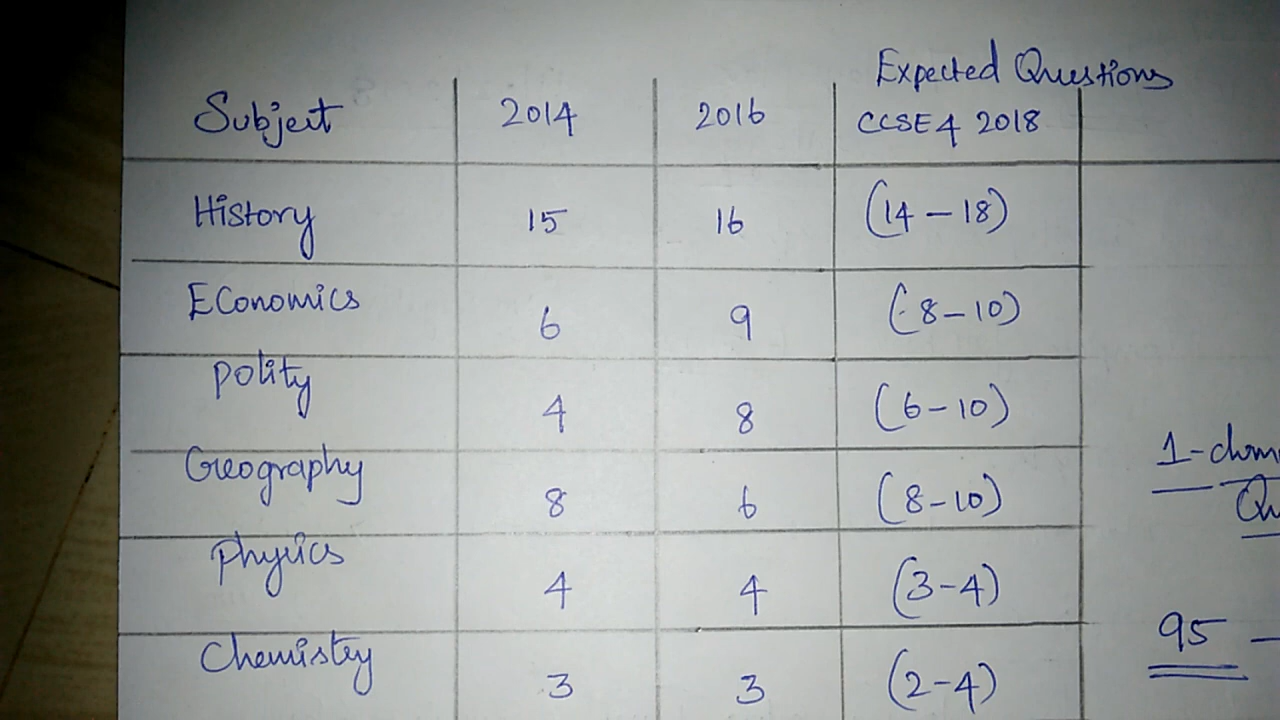 Expected Questions
Subject 2014 2016 CCSE4 2018
History 15 16 (14-18)
Economics 6 9 (8-10)
Polity 4 8 (6-10)
Geography 8 6 (8-10)
Physics 4 4 (3-4)
Chemistry 3 3 (2-4)
1-
95 -